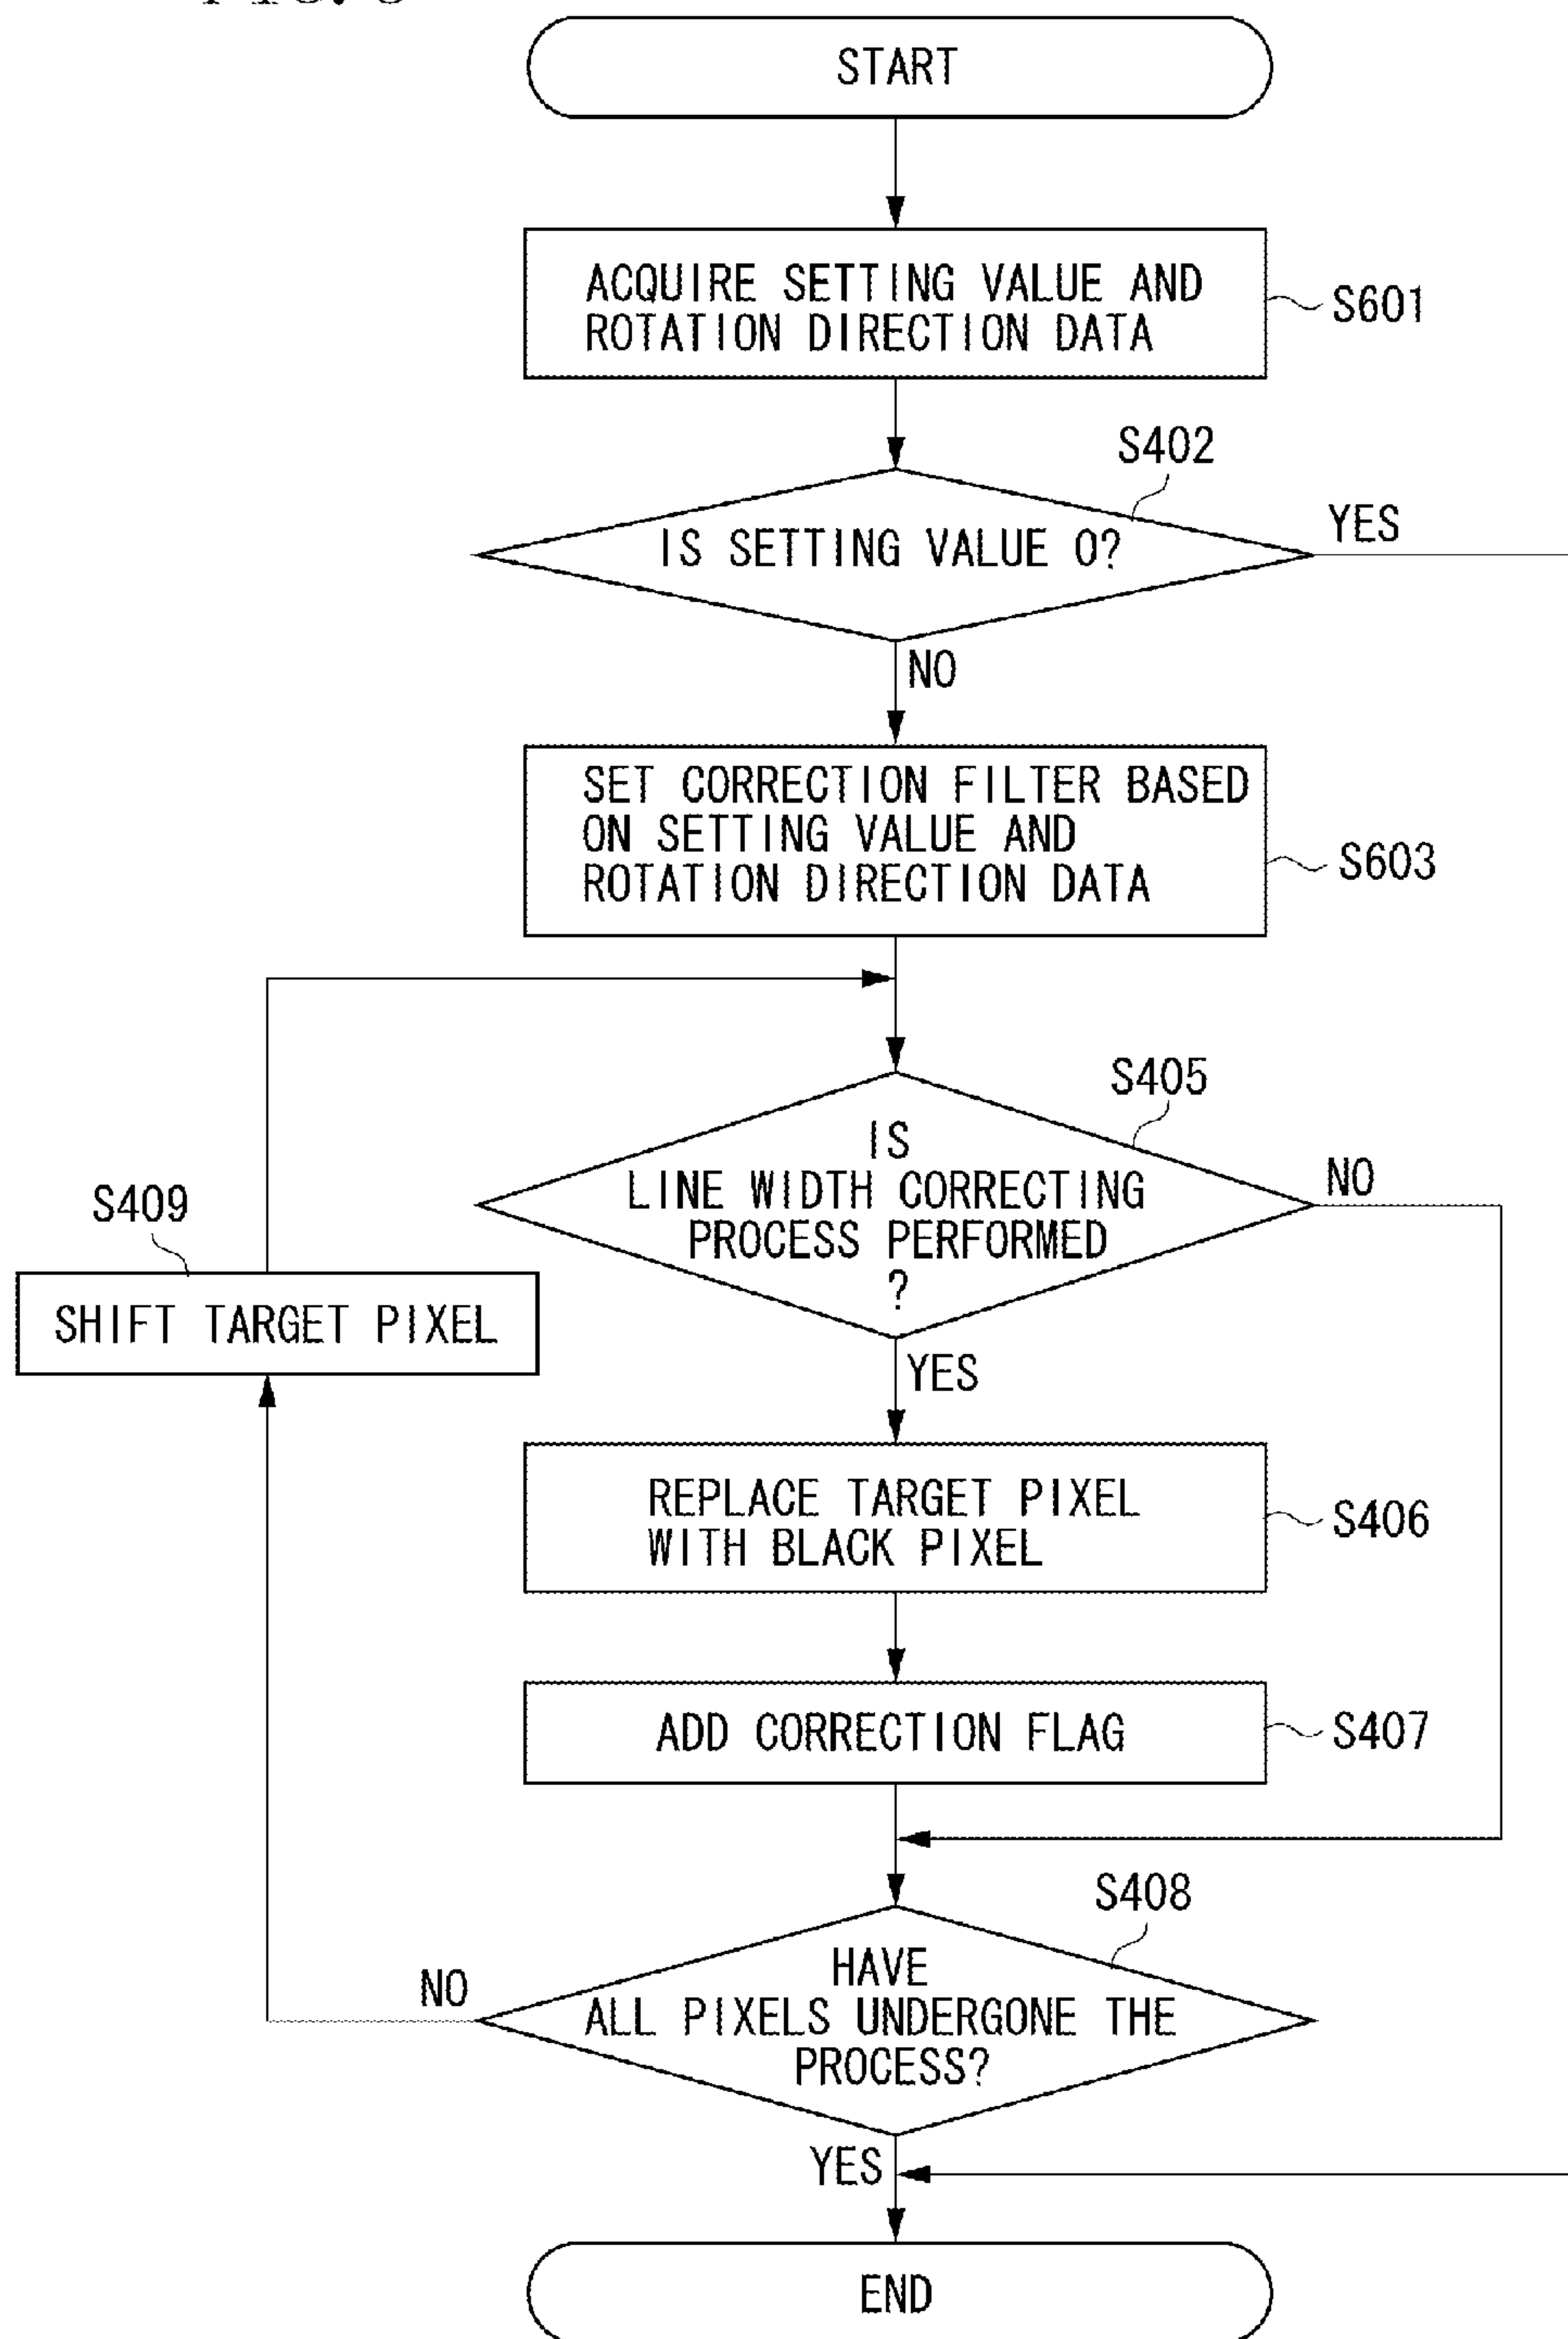 START
ACQUIRE SETTING VALUE AND
ROTATION DIRECTION DATA
S601
S402
IS SETTING VALUE 0?
YES
NO
SET CORRECTION FILTER BASED
ON SETTING VALUE AND
ROTATION DIRECTION DATA
S603
S405
IS
LINE WIDTH CORRECTING
PROCESS PERFORMED
?
NO
S409
SHIFT TARGET PIXEL
YES
REPLACE TARGET PIXEL
WITH BLACK PIXEL
S406
ADD CORRECTION FLAG
S407
S408
HAVE
ALL PIXELS UNDERGONE THE
PROCESS?
NO
YES
END